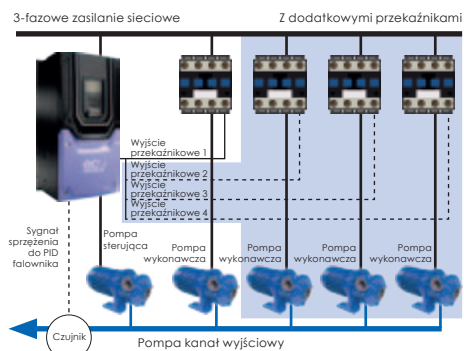 3-fazowe zasilanie sieciowe
Z dodatkowymi przekaźnikami
Wyjście
przekaźnikowe 1
Wyjście
przekaźnikowe 2
Wyjście
przekaźnikowe 3
Wyjście
przekaźnikowe 4
Sygnał
sprzężenia
do PID
falownika
Pompa
sterująca
Pompa
wykonawcza
Pompa
wykonawcza
Pompa
wykonawcza
Pompa
wykonawcza
Czujnik
Pompa kanał wyjściowy